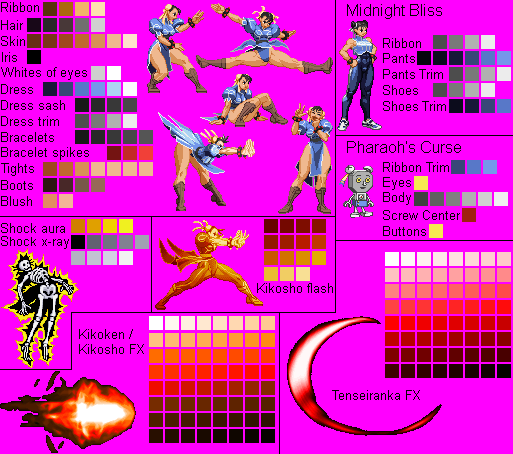 Ribbon
Hair
Skin
Iris
Whites of eyes
Dress
Dress sash
Dress trim
Bracelets
Bracelet spikes
Tights
Boots
Blush
Midnight Bliss
Ribbon
Pants
Pants Trim
Shoes
Shoes Trim
Pharaoh's Curse
Ribbon Trim
Eyes
Body
Screw Center
Buttons
Shock aura
Shock x-ray
Kikosho flash
Kikoken /
Kikosho FX
Tenseiranka FX